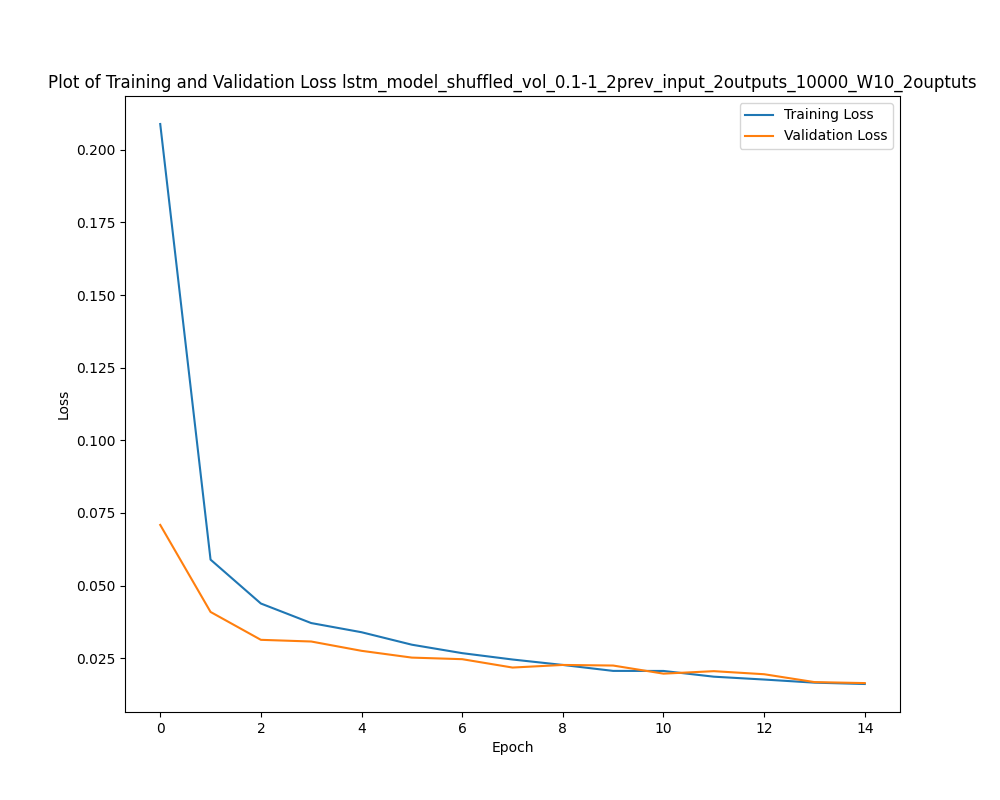 Plot of Training and Validation Loss lstm_model_shuffled_vol_0.1-1_2prev_input_2outputs_10000_W10_2ouptuts
Training Loss
Validation Loss
0.200
0.175
0.150
0.125
0.100
0.075
0.050
0.025
Loss
0 2 4 6 8 10 12 14
Epoch